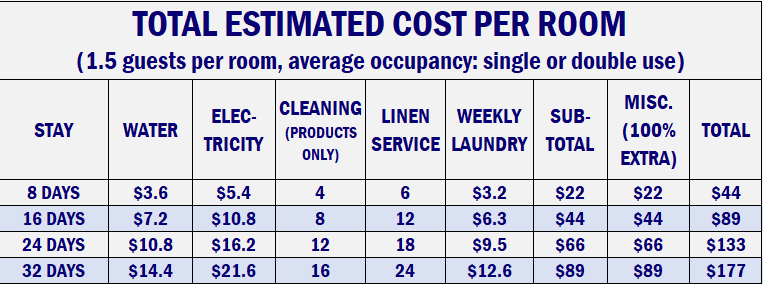 TOTAL ESTIMATED COST PER ROOM
(1.5 guests per room, average occupancy: single or double use)
STAY WATER ELEC-TRICITY CLEANING (PRODUCTS ONLY) LINEN SERVICE WEEKLY LAUNDRY SUB-TOTAL MISC. (100% EXTRA) TOTAL
8 DAYS $3.6 $5.4 4 6 $3.2 $22 $22 $44
16 DAYS $7.2 $10.8 8 12 $6.3 $44 $44 $89
24 DAYS $10.8 $16.2 12 18 $9.5 $66 $66 $133
32 DAYS $14.4 $21.6 16 24 $12.6 $89 $89 $177